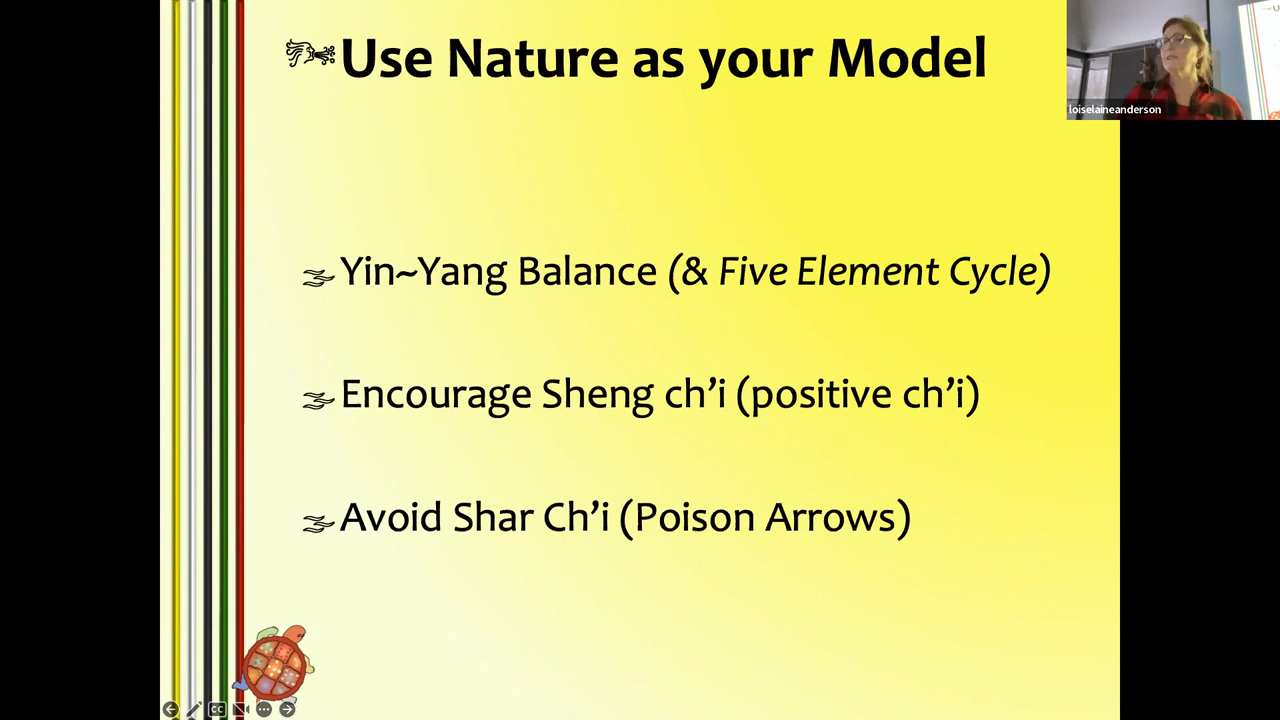 Use Nature as your Model
loiselaineanderson
Yin~Yang Balance (& Five Element Cycle)
Encourage Sheng ch’i (positive ch’i)
Avoid Shar Ch’i (Poison Arrows)
CC